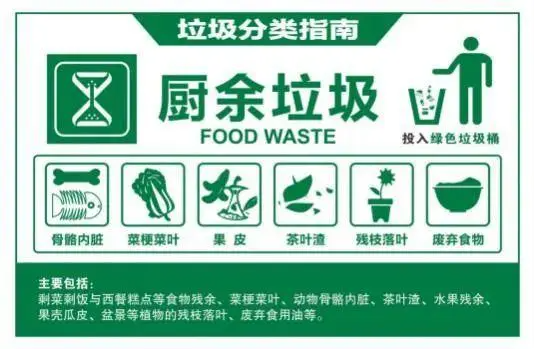 垃圾分类指南
厨余垃圾
FOOD WASTE
投入绿色垃圾桶
骨骼内脏
菜梗菜叶
果皮
茶叶渣
残枝落叶
废弃食物
主要包括：
剩菜剩饭与西餐糕点等食物残余、菜梗菜叶、动物骨骼内脏、茶叶渣、水果残余、
果壳瓜皮、盆景等植物的残枝落叶、废弃食用油等。